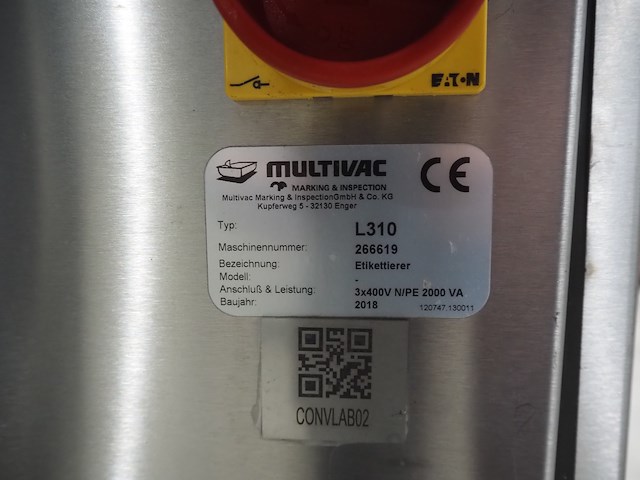 EATON
MULTIVAC
MARKING & INSPECTION
Multivac Marking & InspectionGmbH & Co. KG
Kupferweg 5 - 32130 Enger
CE
Typ: L310
Maschinennummer: 266619
Bezeichnung: Etikettierer
Modell: -
Anschluß & Leistung: 3x400V N/PE 2000 VA
Baujahr: 2018
120747.130011
CONVLAB02